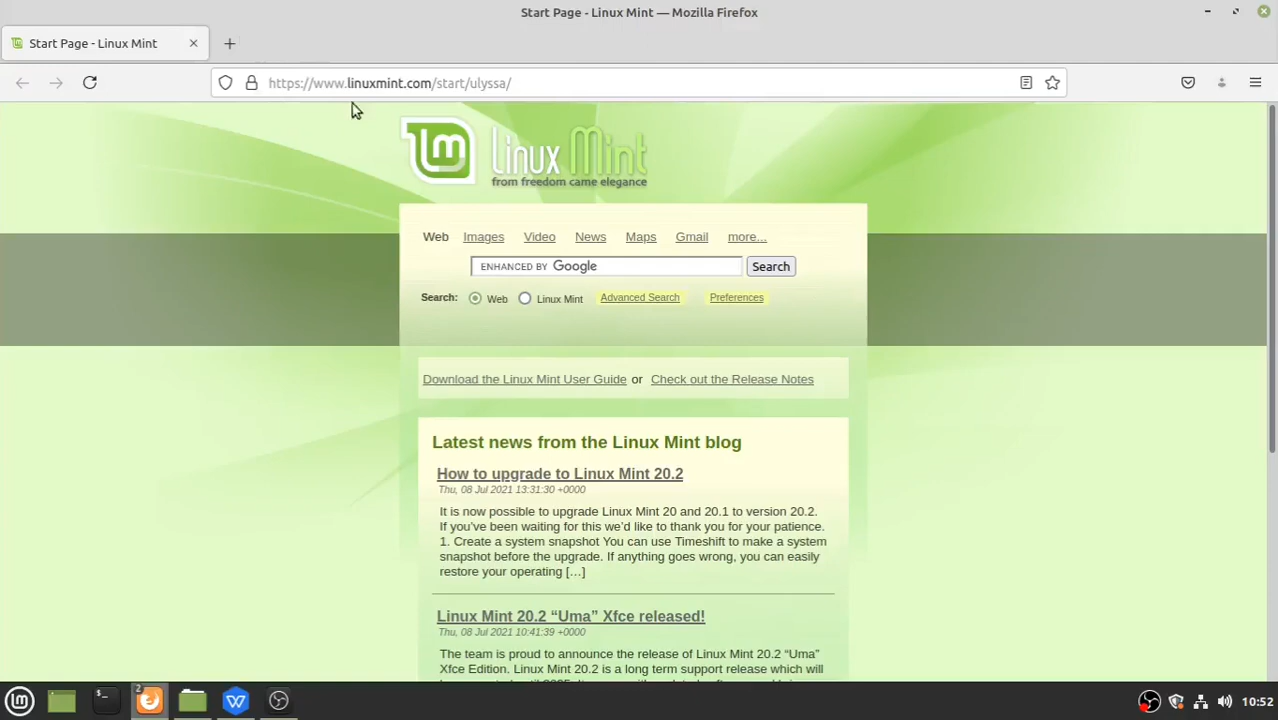 Start Page - Linux Mint — Mozilla Firefox
Start Page - Linux Mint
https://www.linuxmint.com/start/ulyssa/
lm Linux Mint
from freedom came elegance
Web Images Video News Maps Gmail more...
ENHANCED BY Google Search
Search: Web Linux Mint Advanced Search Preferences
Download the Linux Mint User Guide or Check out the Release Notes
Latest news from the Linux Mint blog
How to upgrade to Linux Mint 20.2
Thu, 08 Jul 2021 13:31:30 +0000
It is now possible to upgrade Linux Mint 20 and 20.1 to version 20.2.
If you've been waiting for this we'd like to thank you for your patience.
1. Create a system snapshot You can use Timeshift to make a system
snapshot before the upgrade. If anything goes wrong, you can easily
restore your operating […]
Linux Mint 20.2 “Uma” Xfce released!
Thu, 08 Jul 2021 10:41:39 +0000
The team is proud to announce the release of Linux Mint 20.2 “Uma”
Xfce Edition. Linux Mint 20.2 is a long term support release which will
2 10:52